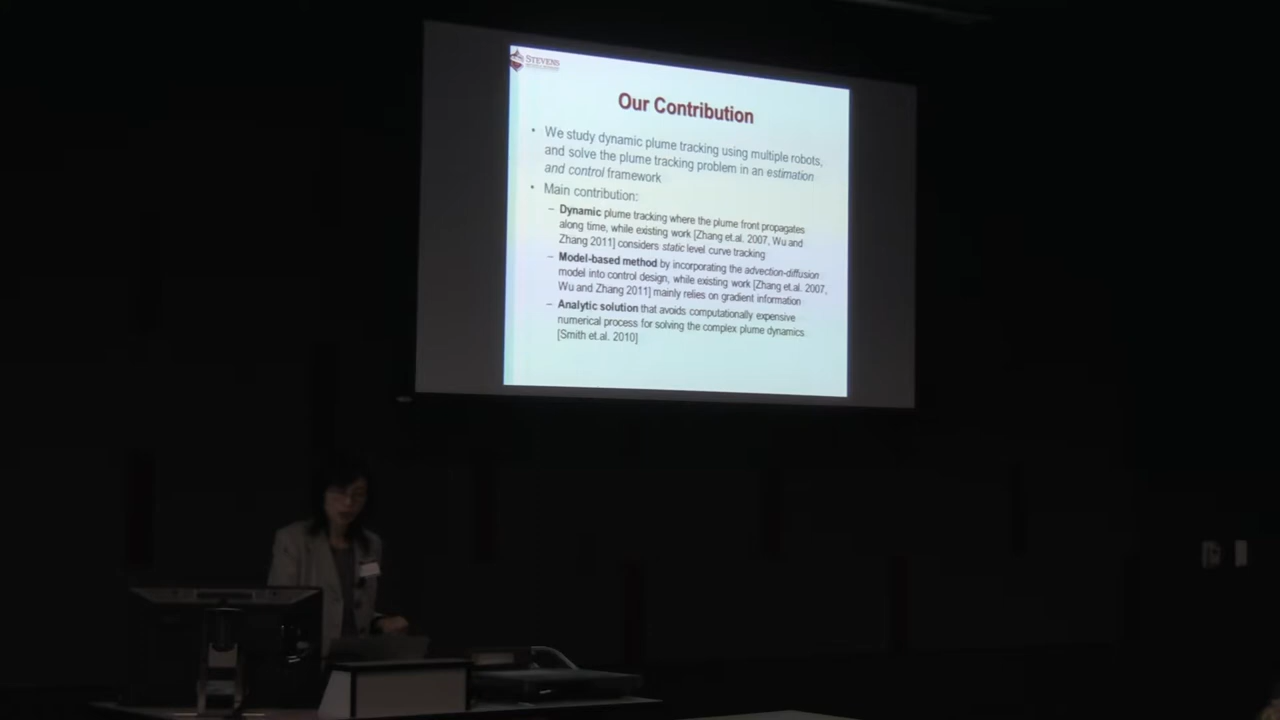 STEVENS
Our Contribution
• We study dynamic plume tracking using multiple robots,
and solve the plume tracking problem in an estimation
and control framework
• Main contribution:
– Dynamic plume tracking where the plume front propagates
along time, while existing work [Zhang et.al. 2007, Wu and
Zhang 2011] considers static level curve tracking
– Model-based method by incorporating the advection-diffusion
model into control design, while existing work [Zhang et.al. 2007,
Wu and Zhang 2011] mainly relies on gradient information
– Analytic solution that avoids computationally expensive
numerical process for solving the complex plume dynamics
[Smith et.al. 2010]